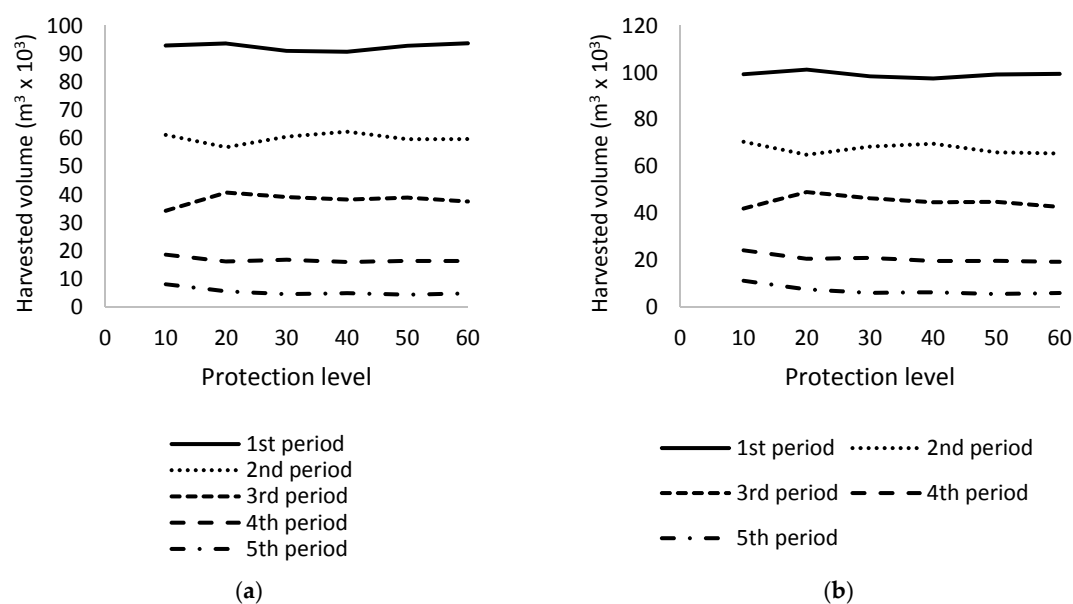 Harvested volume (m³ x 10³)
100
90
80
70
60
50
40
30
20
10
0
0 10 20 30 40 50 60
Protection level
1st period
2nd period
3rd period
4th period
5th period
(a)
Harvested volume (m³ x 10³)
120
100
80
60
40
20
0
0 10 20 30 40 50 60
Protection level
1st period 2nd period
3rd period 4th period
5th period
(b)